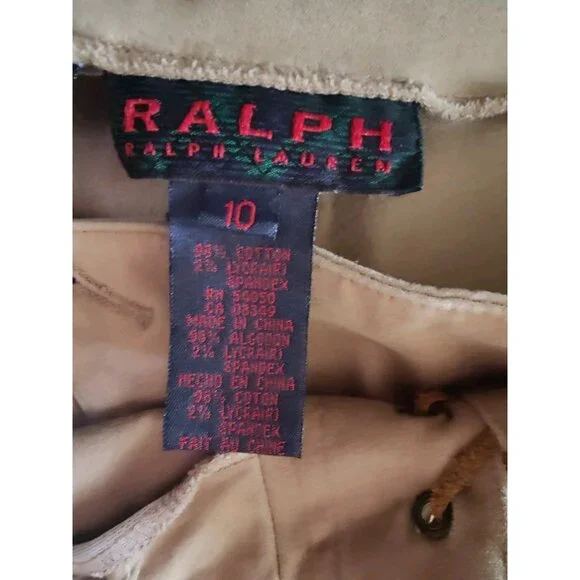 RALPH
RALPH LAUREN
10
98% COTTON
2% LYCRA(R)
SPANDEX
RN 54050
CA 08349
MADE IN CHINA
98% ALGODON
2% LYCRA(R)
SPANDEX
HECHO EN CHINA
98% COTON
2% LYCRA(R)
SPANDEX
FAIT AU CHINE